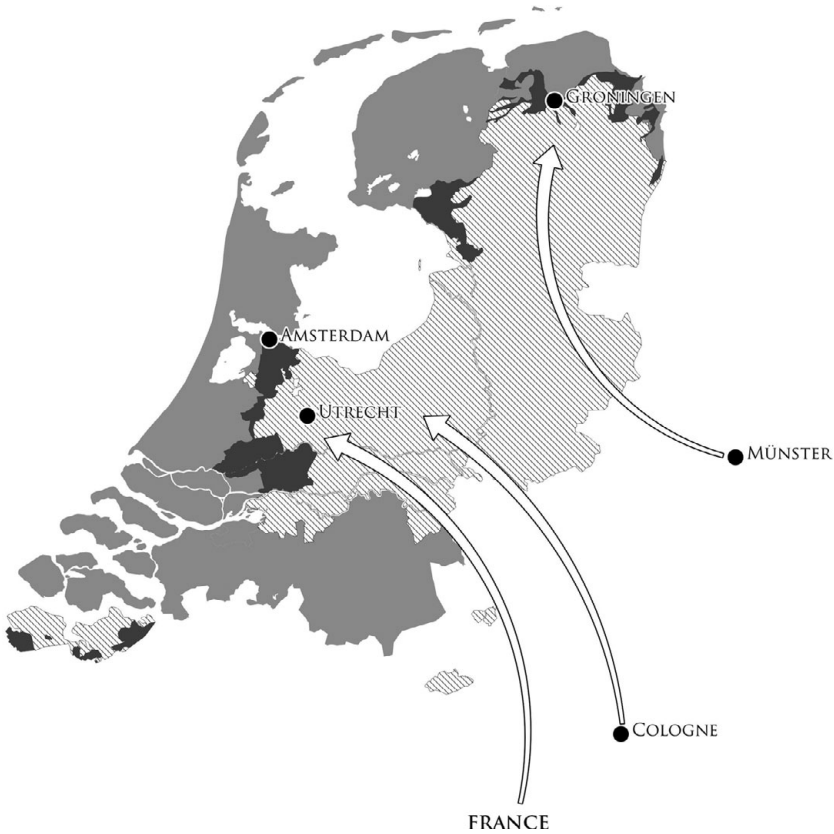 GRONINGEN
AMSTERDAM
UTRECHT
MÜNSTER
COLOGNE
FRANCE